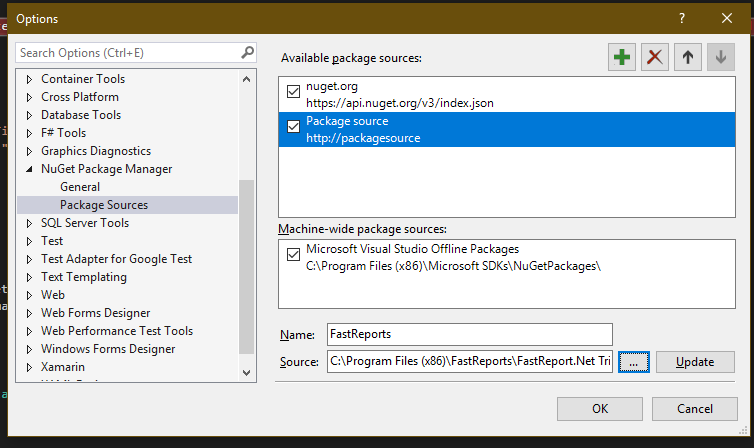 Options
Search Options (Ctrl+E)
Container Tools
Cross Platform
Database Tools
F# Tools
Graphics Diagnostics
NuGet Package Manager
General
Package Sources
SQL Server Tools
Test
Test Adapter for Google Test
Text Templating
Web
Web Forms Designer
Web Performance Test Tools
Windows Forms Designer
Xamarin
Available package sources:
nuget.org
https://api.nuget.org/v3/index.json
Package source
http://packagesource
Machine-wide package sources:
Microsoft Visual Studio Offline Packages
C:\Program Files (x86)\Microsoft SDKs\NuGetPackages\
Name: FastReports
Source: C:\Program Files (x86)\FastReports\FastReport.Net Tri ... Update
OK Cancel